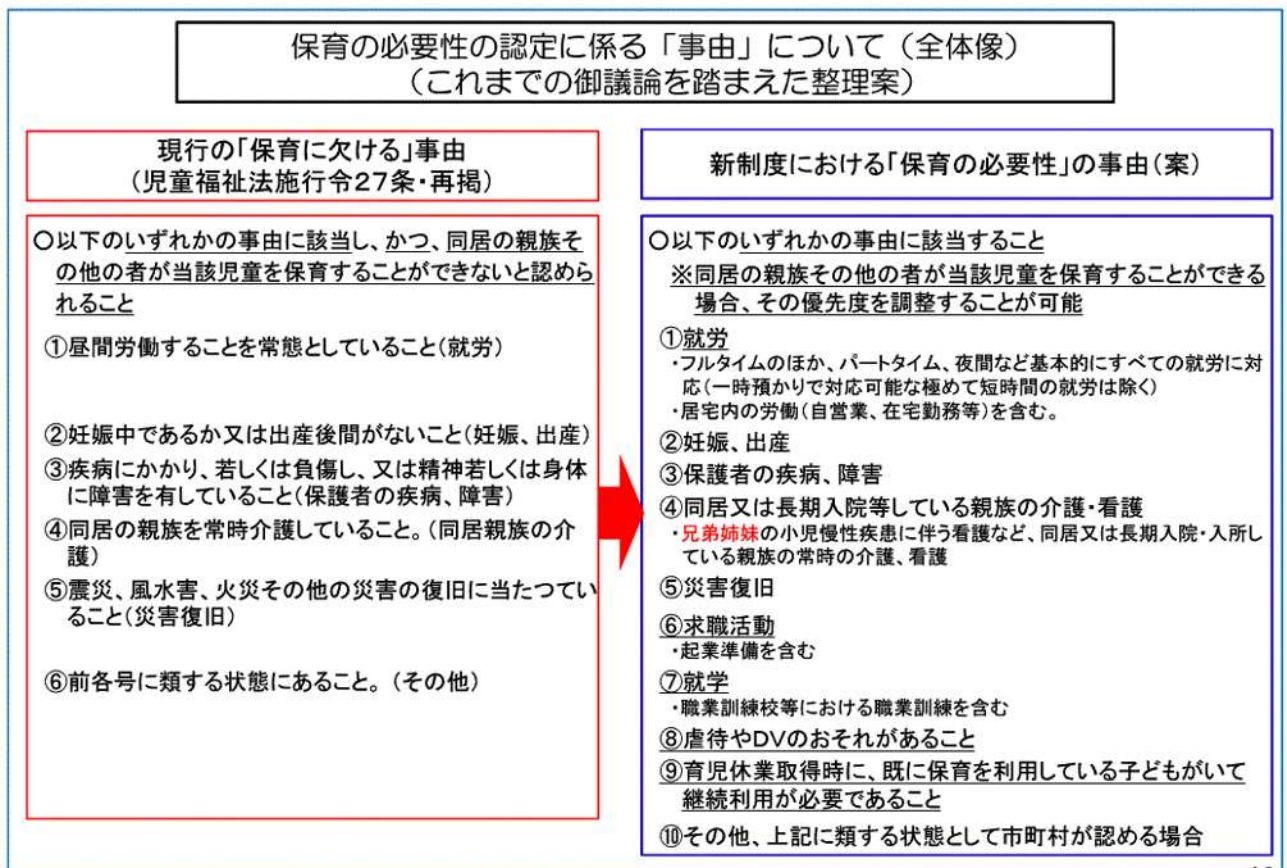 保育の必要性の認定に係る「事由」について（全体像）
（これまでの御議論を踏まえた整理案）
現行の「保育に欠ける」事由
（児童福祉法施行令２７条・再掲）
○以下のいずれかの事由に該当し、かつ、同居の親族そ
の他の者が当該児童を保育することができないと認めら
れること
①昼間労働することを常態としていること（就労）
②妊娠中であるか又は出産後間がないこと（妊娠、出産）
③疾病にかかり、若しくは負傷し、又は精神若しくは身体
に障害を有していること（保護者の疾病、障害）
④同居の親族を常時介護していること。（同居親族の介
護）
⑤震災、風水害、火災その他の災害の復旧に当たつてい
ること（災害復旧）
⑥前各号に類する状態にあること。（その他）
新制度における「保育の必要性」の事由（案）
○以下のいずれかの事由に該当すること
※同居の親族その他の者が当該児童を保育することができる
場合、その優先度を調整することが可能
①就労
・フルタイムのほか、パートタイム、夜間など基本的にすべての就労に対
応（一時預かりで対応可能な極めて短時間の就労は除く）
・居宅内の労働（自営業、在宅勤務等）を含む。
②妊娠、出産
③保護者の疾病、障害
④同居又は長期入院等している親族の介護・看護
・兄弟姉妹の小児慢性疾患に伴う看護など、同居又は長期入院・入所し
ている親族の常時の介護、看護
⑤災害復旧
⑥求職活動
・起業準備を含む
⑦就学
・職業訓練校等における職業訓練を含む
⑧虐待やＤＶのおそれがあること
⑨育児休業取得時に、既に保育を利用している子どもがいて
継続利用が必要であること
⑩その他、上記に類する状態として市町村が認める場合